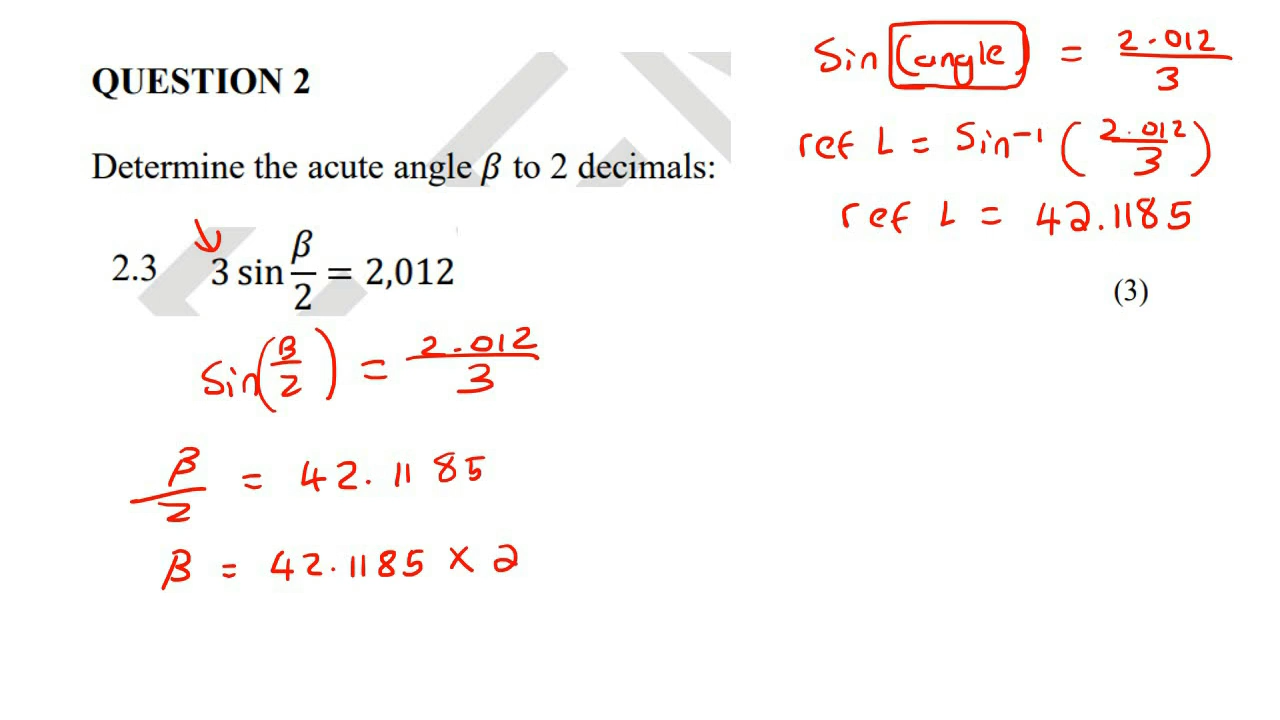 QUESTION 2
Determine the acute angle β to 2 decimals:
2.3 3 sin β/2 = 2,012
(3)
Sin(β/2) = 2.012/3
β/2 = 42.1185
β = 42.1185 × 2
Sin(angle) = 2.012/3
ref L = Sin⁻¹(2.012/3)
ref L = 42.1185